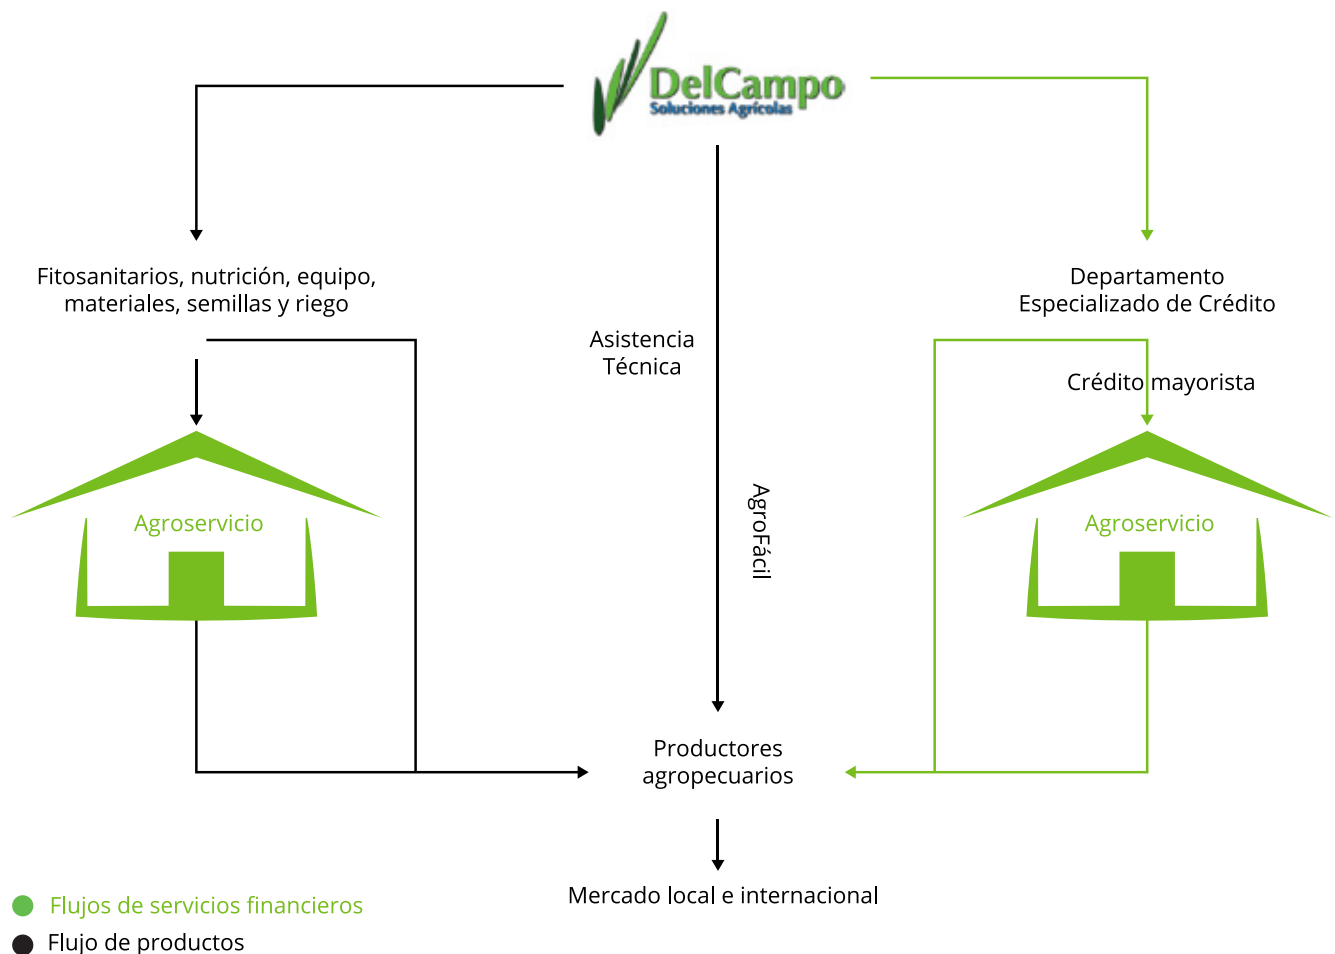 DelCampo
Soluciones Agrícolas
Fitosanitarios, nutrición, equipo,
materiales, semillas y riego
Departamento
Especializado de Crédito
Asistencia
Técnica
Crédito mayorista
AgroFácil
Agroservicio
Agroservicio
Productores
agropecuarios
Mercado local e internacional
Flujos de servicios financieros
Flujo de productos